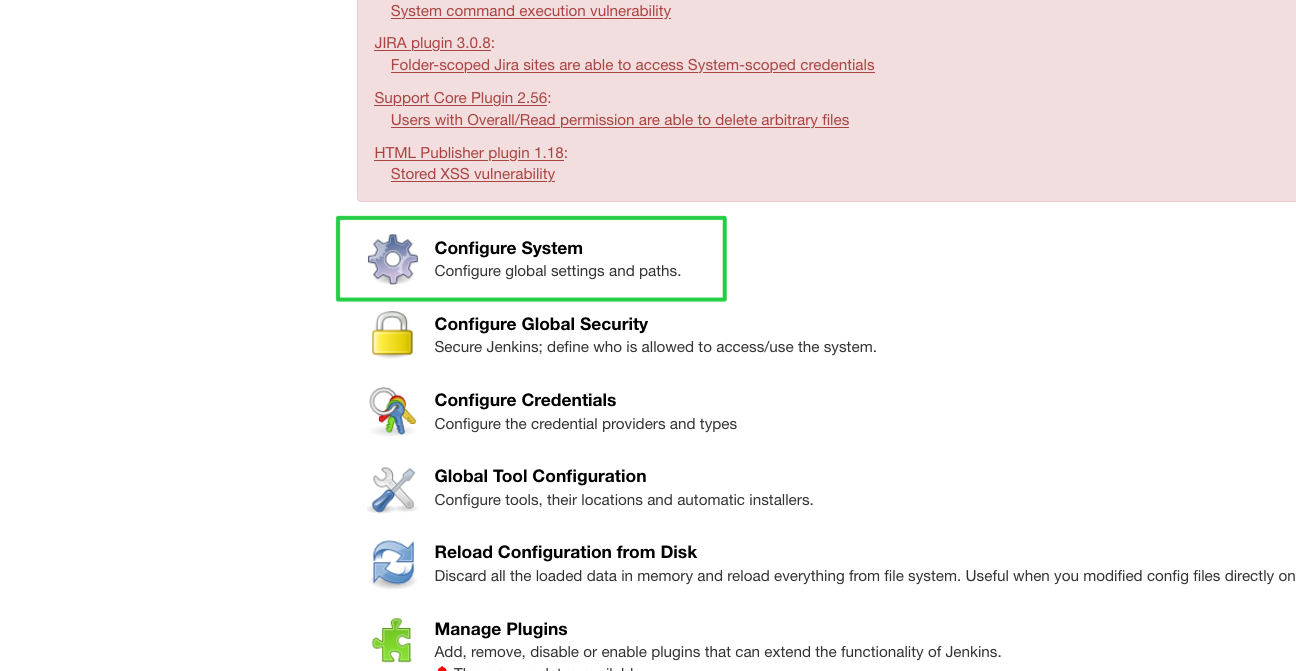 System command execution vulnerability
JIRA plugin 3.0.8:
Folder-scoped Jira sites are able to access System-scoped credentials
Support Core Plugin 2.56:
Users with Overall/Read permission are able to delete arbitrary files
HTML Publisher plugin 1.18:
Stored XSS vulnerability
Configure System
Configure global settings and paths.
Configure Global Security
Secure Jenkins; define who is allowed to access/use the system.
Configure Credentials
Configure the credential providers and types
Global Tool Configuration
Configure tools, their locations and automatic installers.
Reload Configuration from Disk
Discard all the loaded data in memory and reload everything from file system. Useful when you modified config files directly on
Manage Plugins
Add, remove, disable or enable plugins that can extend the functionality of Jenkins.